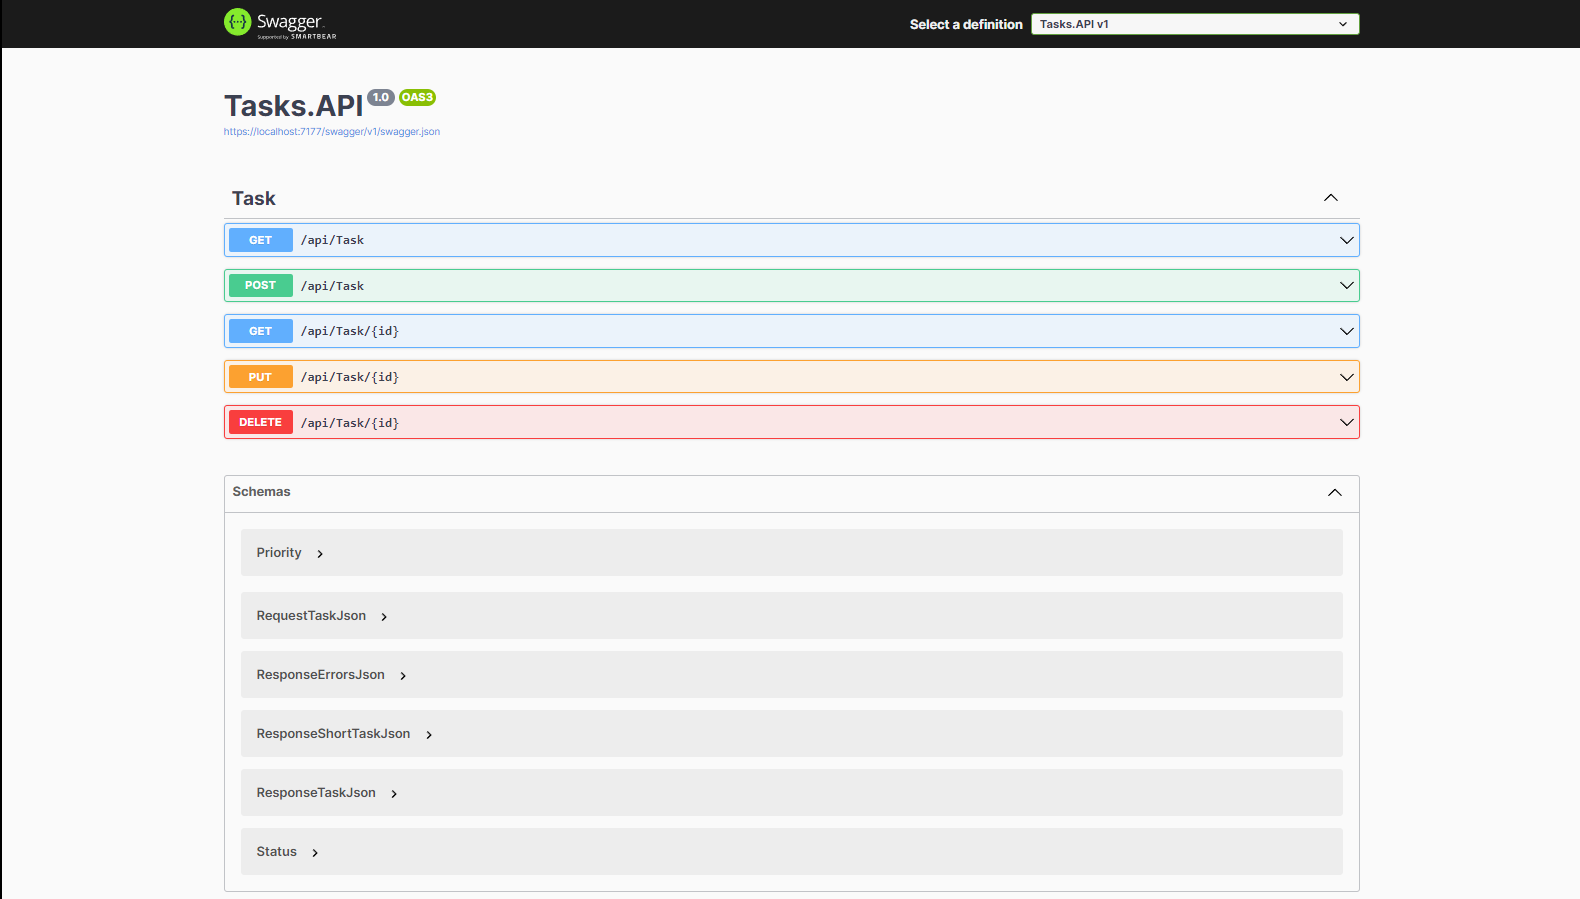 Swagger
Supported by SMARTBEAR
Select a definition
Tasks.API v1
Tasks.API 1.0 OAS3
https://localhost:7177/swagger/v1/swagger.json
Task
GET /api/Task
POST /api/Task
GET /api/Task/{id}
PUT /api/Task/{id}
DELETE /api/Task/{id}
Schemas
Priority
RequestTaskJson
ResponseErrorsJson
ResponseShortTaskJson
ResponseTaskJson
Status